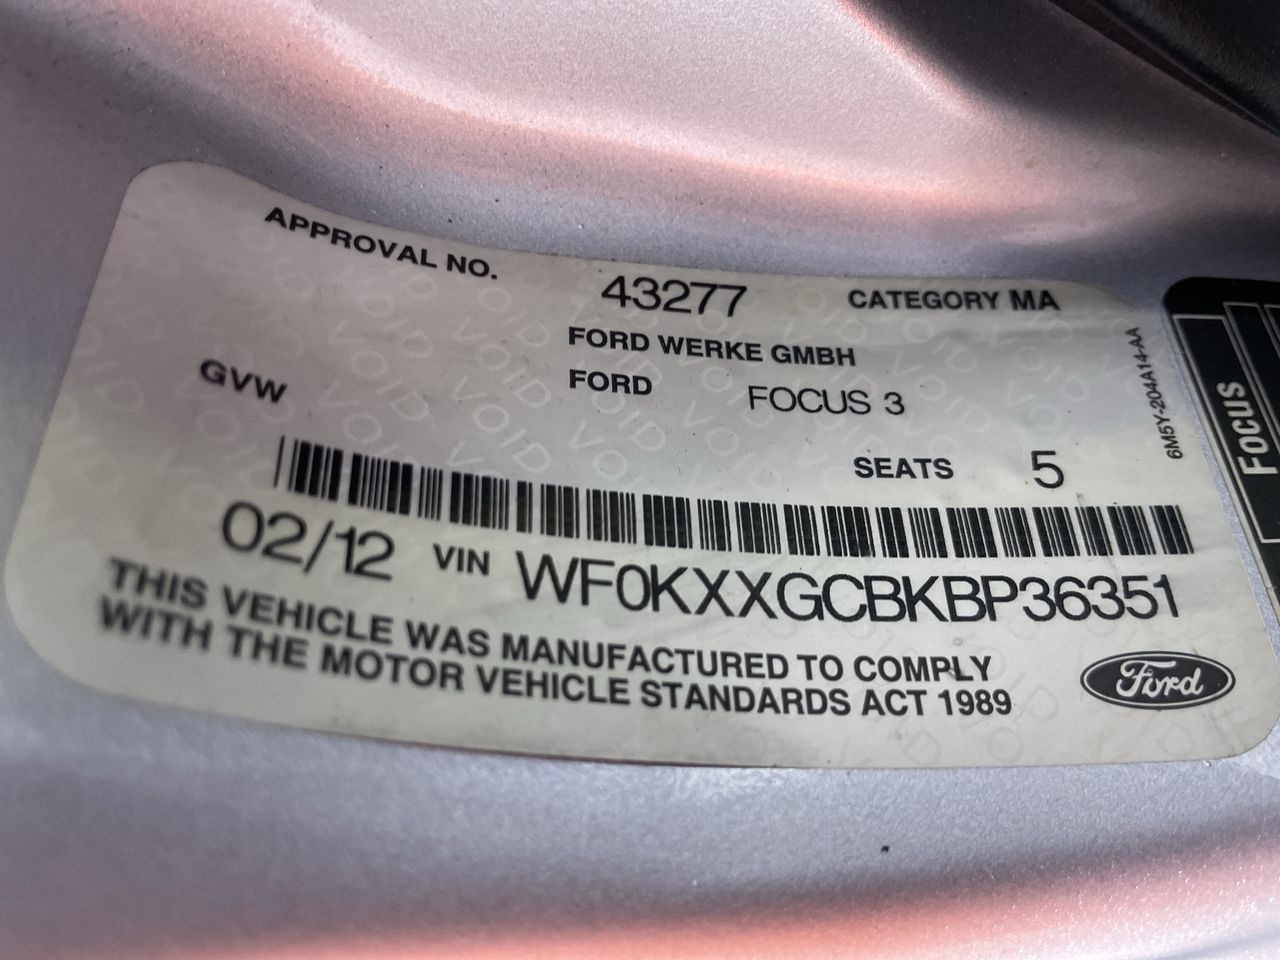 APPROVAL NO. 43277 CATEGORY MA
FORD WERKE GMBH
GVW FORD FOCUS 3
SEATS 5
02/12 VIN WF0KXXGCBKBP36351
THIS VEHICLE WAS MANUFACTURED TO COMPLY
WITH THE MOTOR VEHICLE STANDARDS ACT 1989
Ford
6M5Y-204A14-AA
FOCUS
VOID